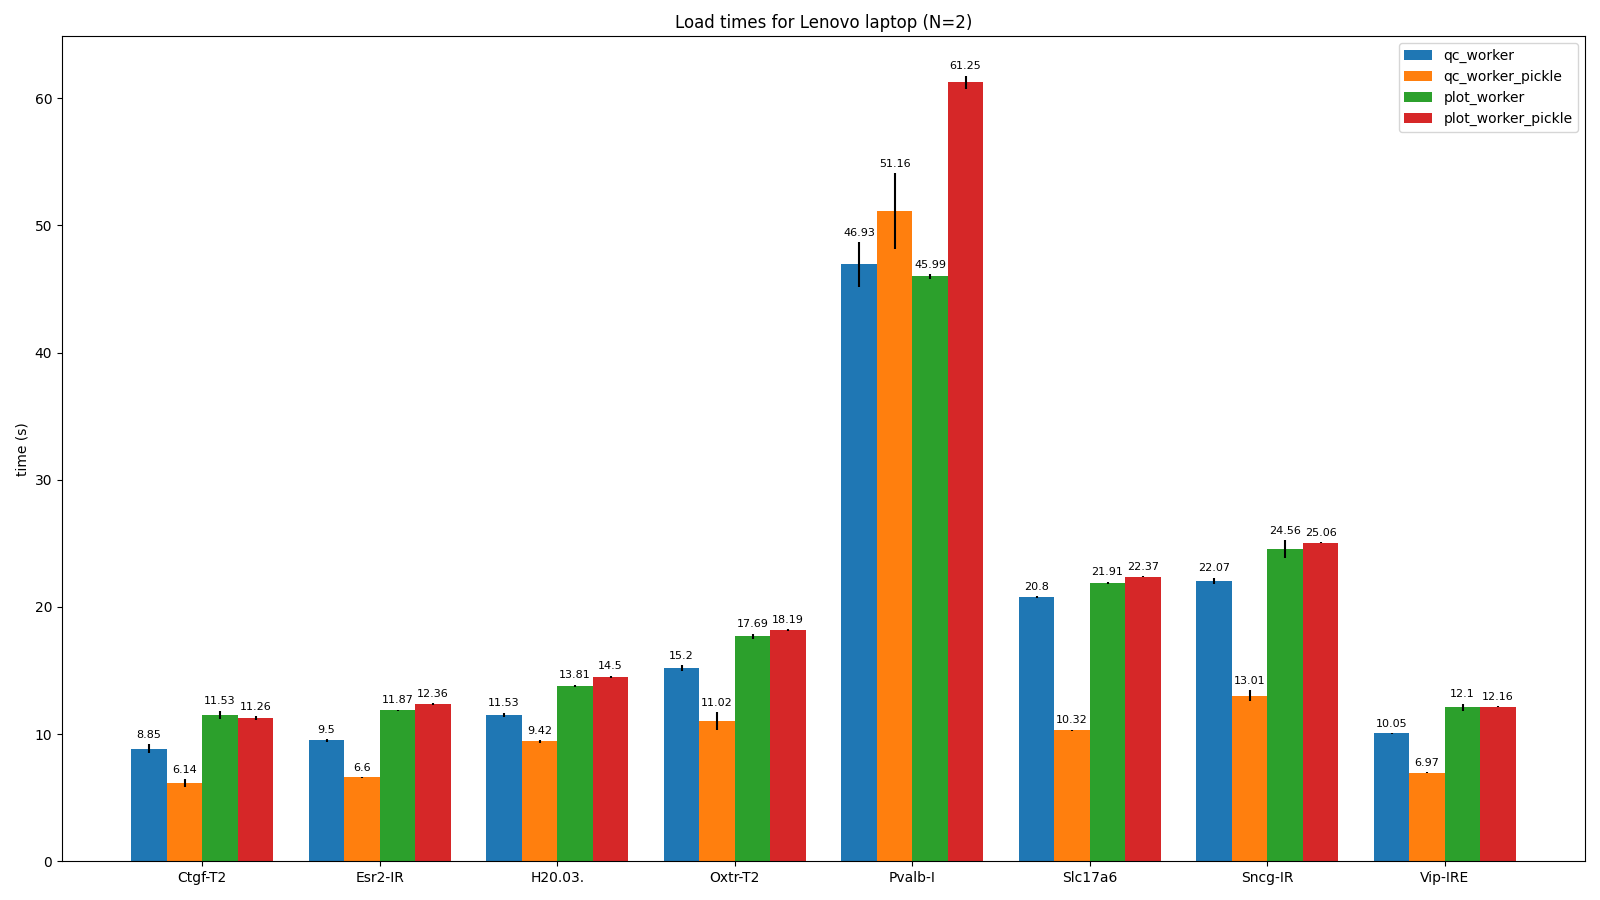 Load times for Lenovo laptop (N=2)
qc_worker
qc_worker_pickle
plot_worker
plot_worker_pickle
time (s)
60
50
40
30
20
10
0
8.85
6.14
11.53
11.26
9.5
6.6
11.87
12.36
11.53
9.42
13.81
14.5
15.2
11.02
17.69
18.19
46.93
51.16
45.99
61.25
20.8
10.32
21.91
22.37
22.07
13.01
24.56
25.06
10.05
6.97
12.1
12.16
Ctgf-T2
Esr2-IR
H20.03.
Oxtr-T2
Pvalb-I
Slc17a6
Sncg-IR
Vip-IRE